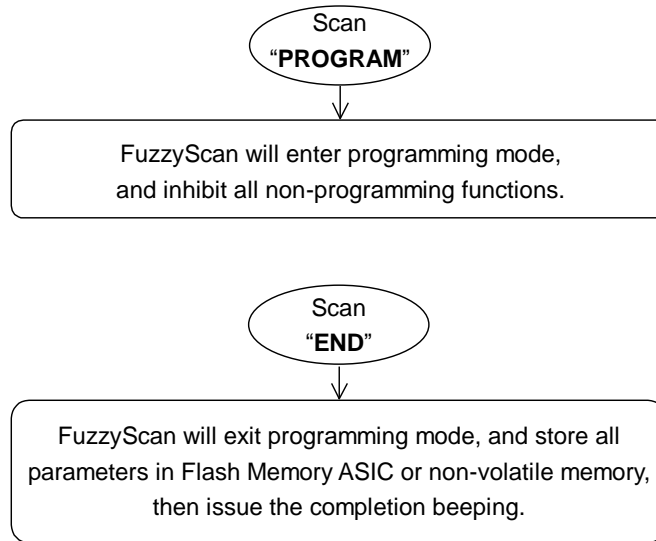 Scan
“PROGRAM”
FuzzyScan will enter programming mode,
and inhibit all non-programming functions.
Scan
“END”
FuzzyScan will exit programming mode, and store all
parameters in Flash Memory ASIC or non-volatile memory,
then issue the completion beeping.